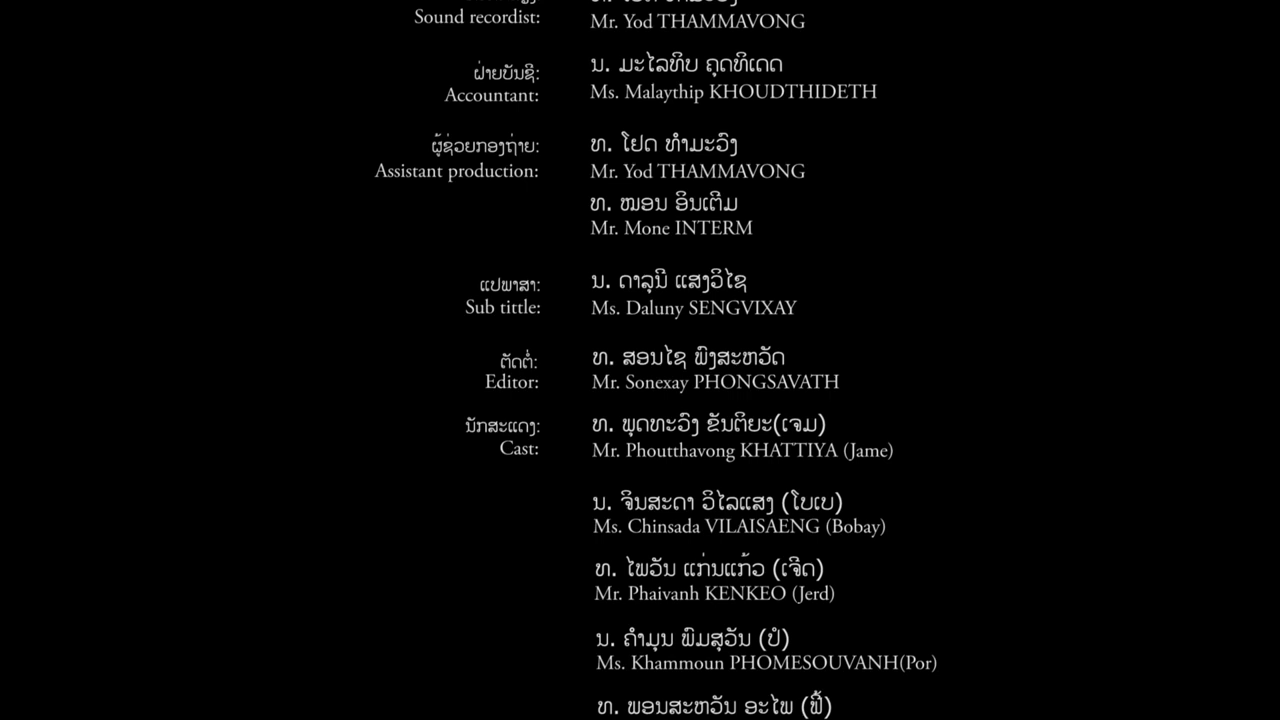 Sound recordist:
Mr. Yod THAMMAVONG
ຝ່າຍບັນຊີ:
ນ. ມະໄລທິບ ຄຸດທິເດດ
Accountant:
Ms. Malaythip KHOUDTHIDETH
ຜູ້ຊ່ວຍກອງຖ່າຍ:
ທ. ໂຢດ ທຳມະວົງ
Assistant production:
Mr. Yod THAMMAVONG
ທ. ໝອນ ອິນເຕີມ
Mr. Mone INTERM
ແປພາສາ:
ນ. ດາລຸນີ ແສງວິໄຊ
Sub tittle:
Ms. Daluny SENGVIXAY
ຕັດຕໍ່:
ທ. ສອນໄຊ ພົງສະຫວັດ
Editor:
Mr. Sonexay PHONGSAVATH
ນັກສະແດງ:
ທ. ພຸດທະວົງ ຂັນຕິຍະ(ເຈມ)
Cast:
Mr. Phoutthavong KHATTIYA (Jame)
ນ. ຈິນສະດາ ວິໄລແສງ (ໂບເບ)
Ms. Chinsada VILAISAENG (Bobay)
ທ. ໄພວັນ ແກ່ນແກ້ວ (ເຈີດ)
Mr. Phaivanh KENKEO (Jerd)
ນ. ຄຳມຸນ ພົມສຸວັນ (ປໍ)
Ms. Khammoun PHOMESOUVANH(Por)
ທ. ພອນສະຫວັນ ອະໄພ (ຟີ້)